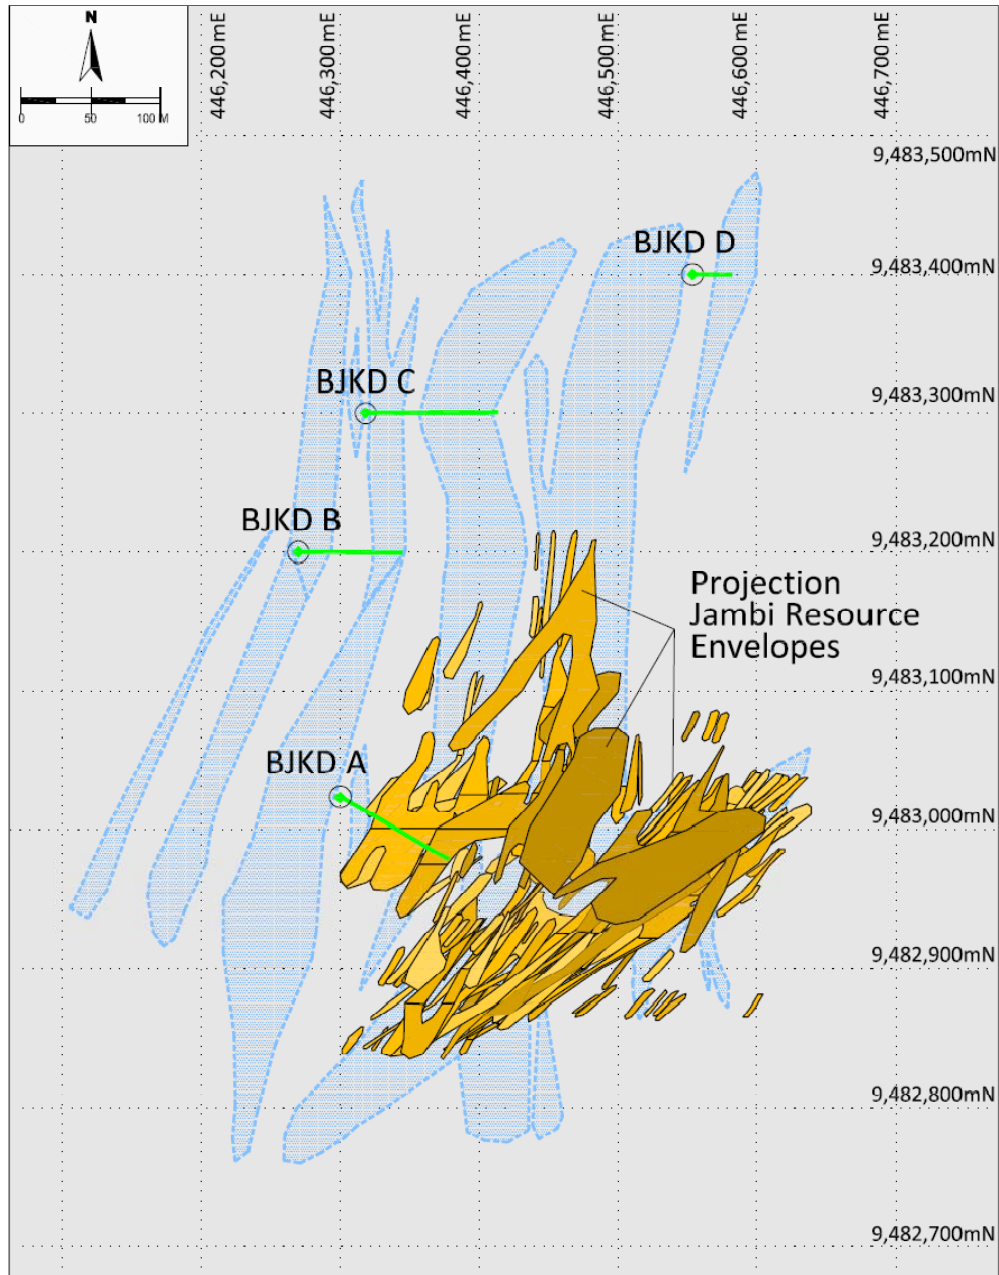 N
0 50 100 M
446,200mE
446,300mE
446,400mE
446,500mE
446,600mE
446,700mE
9,483,500mN
BJKD D
9,483,400mN
BJKD C
9,483,300mN
BJKD B
9,483,200mN
Projection
Jambi Resource
Envelopes
9,483,100mN
BJKD A
9,483,000mN
9,482,900mN
9,482,800mN
9,482,700mN